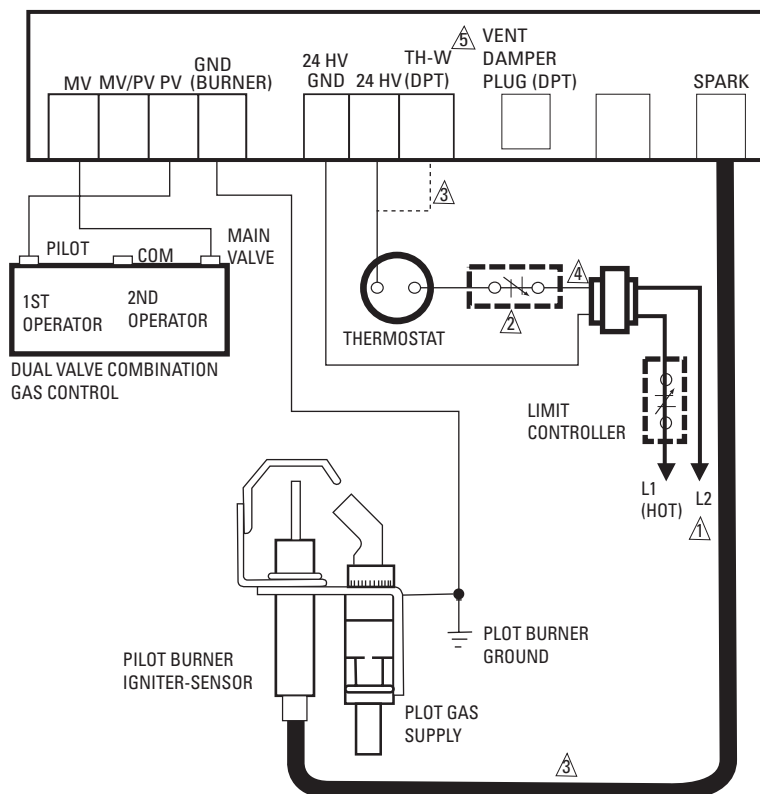 5 VENT
DAMPER
PLUG (DPT)
GND
(BURNER)
MV MV/PV PV
24 HV
GND
24 HV
TH-W
(DPT)
SPARK
3
PILOT
COM
MAIN
VALVE
1ST
OPERATOR
2ND
OPERATOR
DUAL VALVE COMBINATION
GAS CONTROL
THERMOSTAT
2
4
LIMIT
CONTROLLER
L1
(HOT)
L2
1
PILOT BURNER
IGNITER-SENSOR
PLOT BURNER
GROUND
PLOT GAS
SUPPLY
3